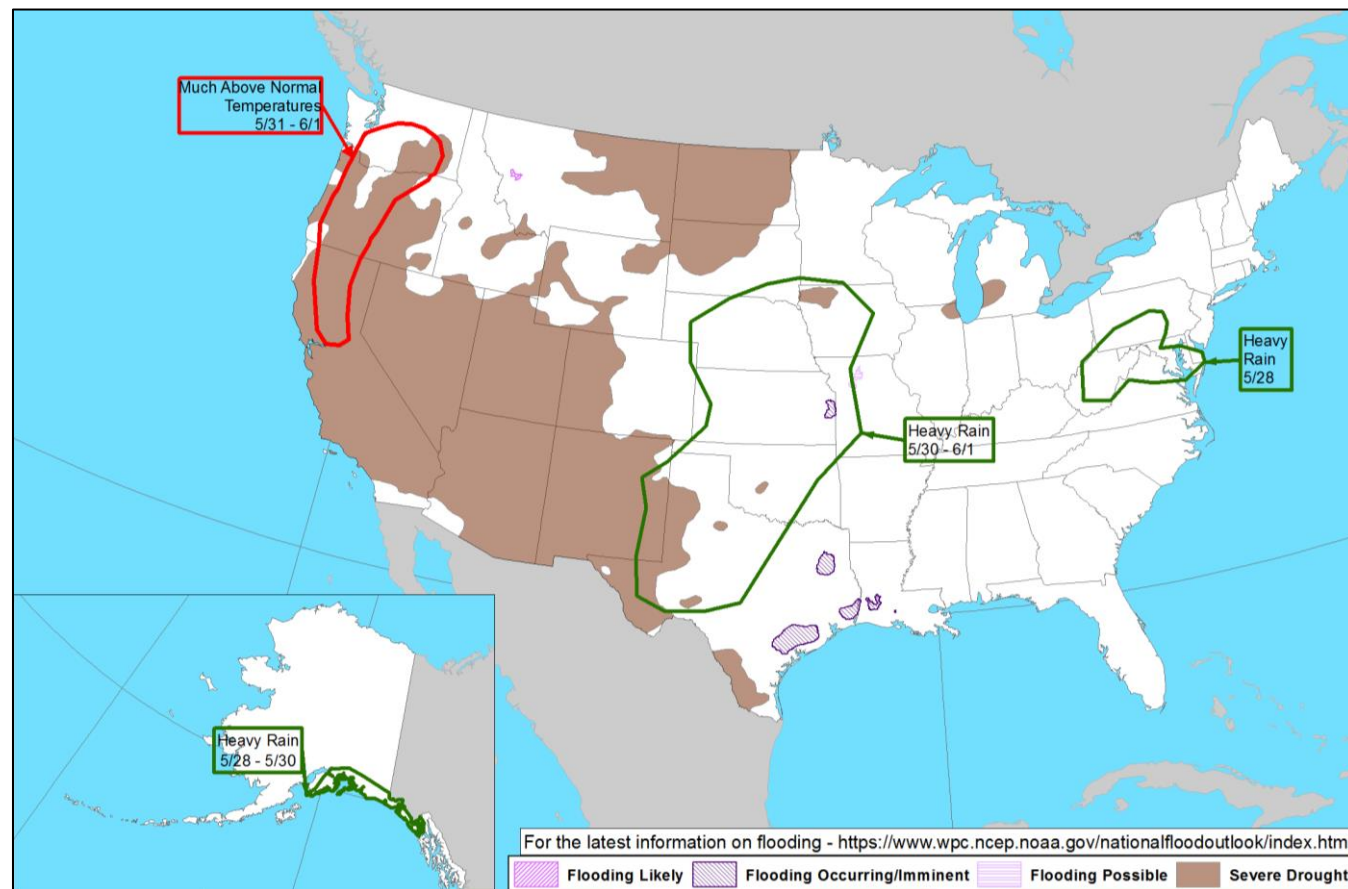 Much Above Normal
Temperatures
5/31 - 6/1
Heavy
Rain
5/28
Heavy Rain
5/30 - 6/1
Heavy Rain
5/28 - 5/30
For the latest information on flooding - https://www.wpc.ncep.noaa.gov/nationalfloodoutlook/index.htm
Flooding Likely Flooding Occurring/Imminent Flooding Possible Severe Drought